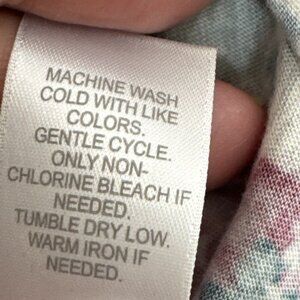 MACHINE WASH
COLD WITH LIKE
COLORS.
GENTLE CYCLE.
ONLY NON-
CHLORINE BLEACH IF
NEEDED.
TUMBLE DRY LOW.
WARM IRON IF
NEEDED.